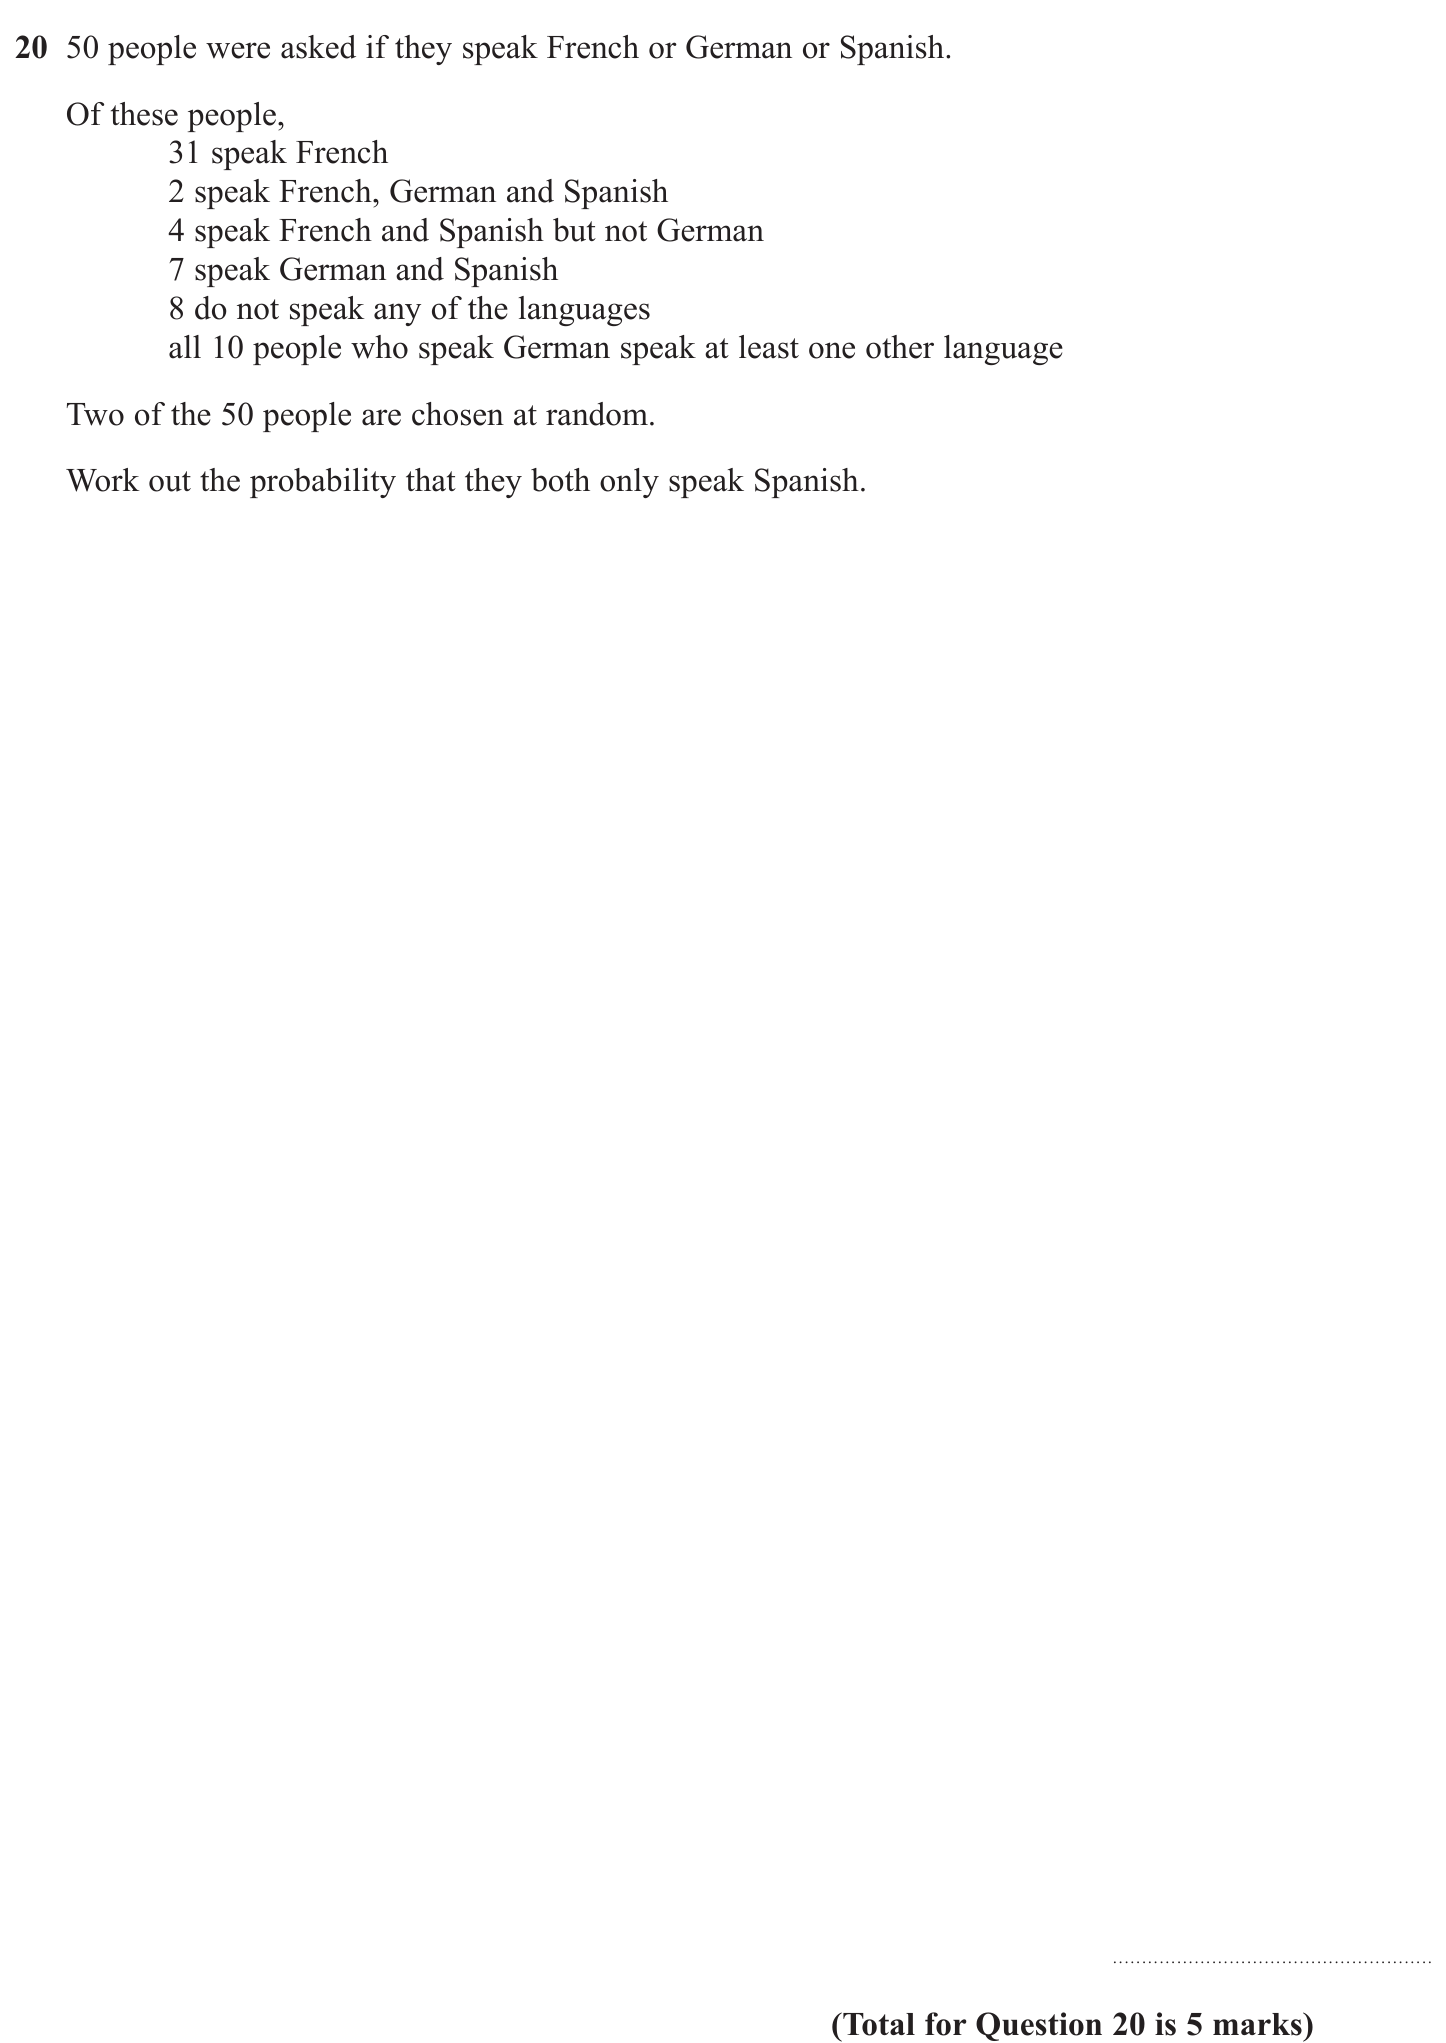 20 50 people were asked if they speak French or German or Spanish.
Of these people,
31 speak French
2 speak French, German and Spanish
4 speak French and Spanish but not German
7 speak German and Spanish
8 do not speak any of the languages
all 10 people who speak German speak at least one other language
Two of the 50 people are chosen at random.
Work out the probability that they both only speak Spanish.
(Total for Question 20 is 5 marks)